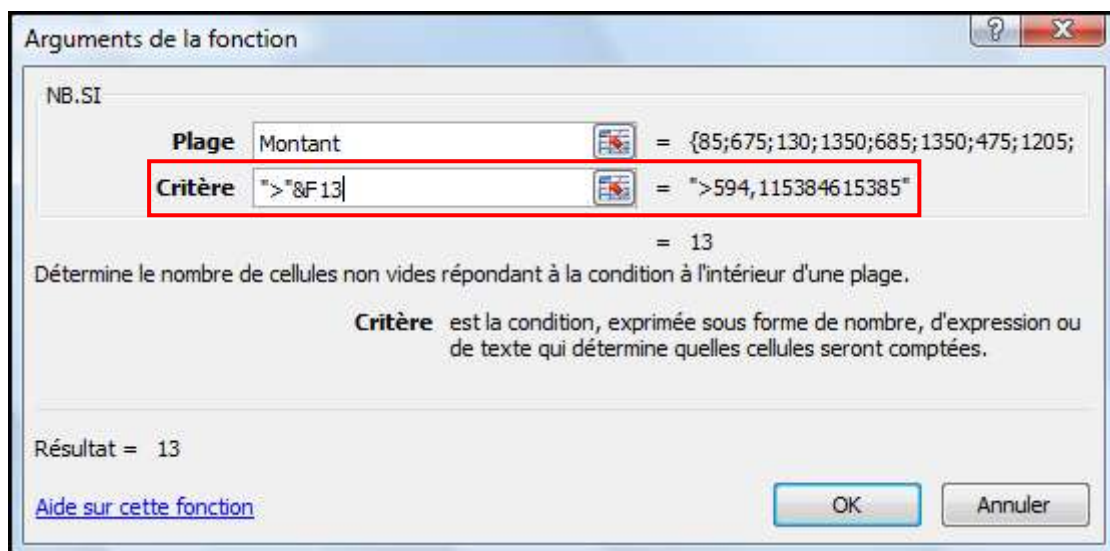 Arguments de la fonction
NB.SI
Plage Montant = {85;675;130;1350;685;1350;475;1205;
Critère ">"&F13 = ">594,115384615385"
= 13
Détermine le nombre de cellules non vides répondant à la condition à l'intérieur d'une plage.
Critère est la condition, exprimée sous forme de nombre, d'expression ou
de texte qui détermine quelles cellules seront comptées.
Résultat = 13
Aide sur cette fonction OK Annuler